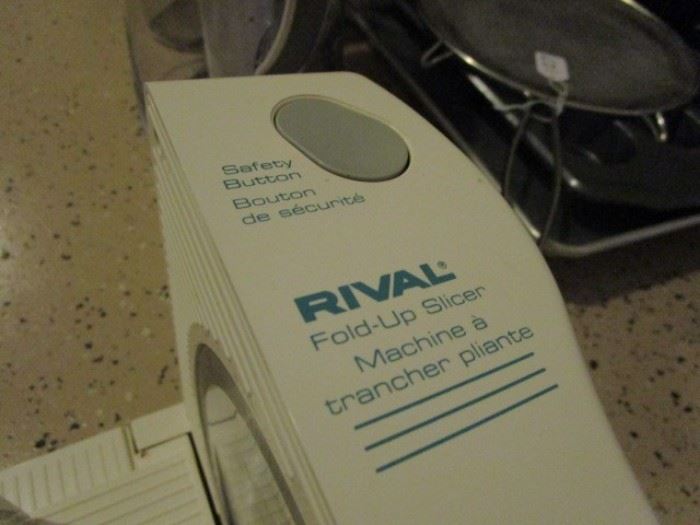 Safety
Button
Bouton
de sécurité
RIVAL®
Fold-Up Slicer
Machine à
trancher pliante